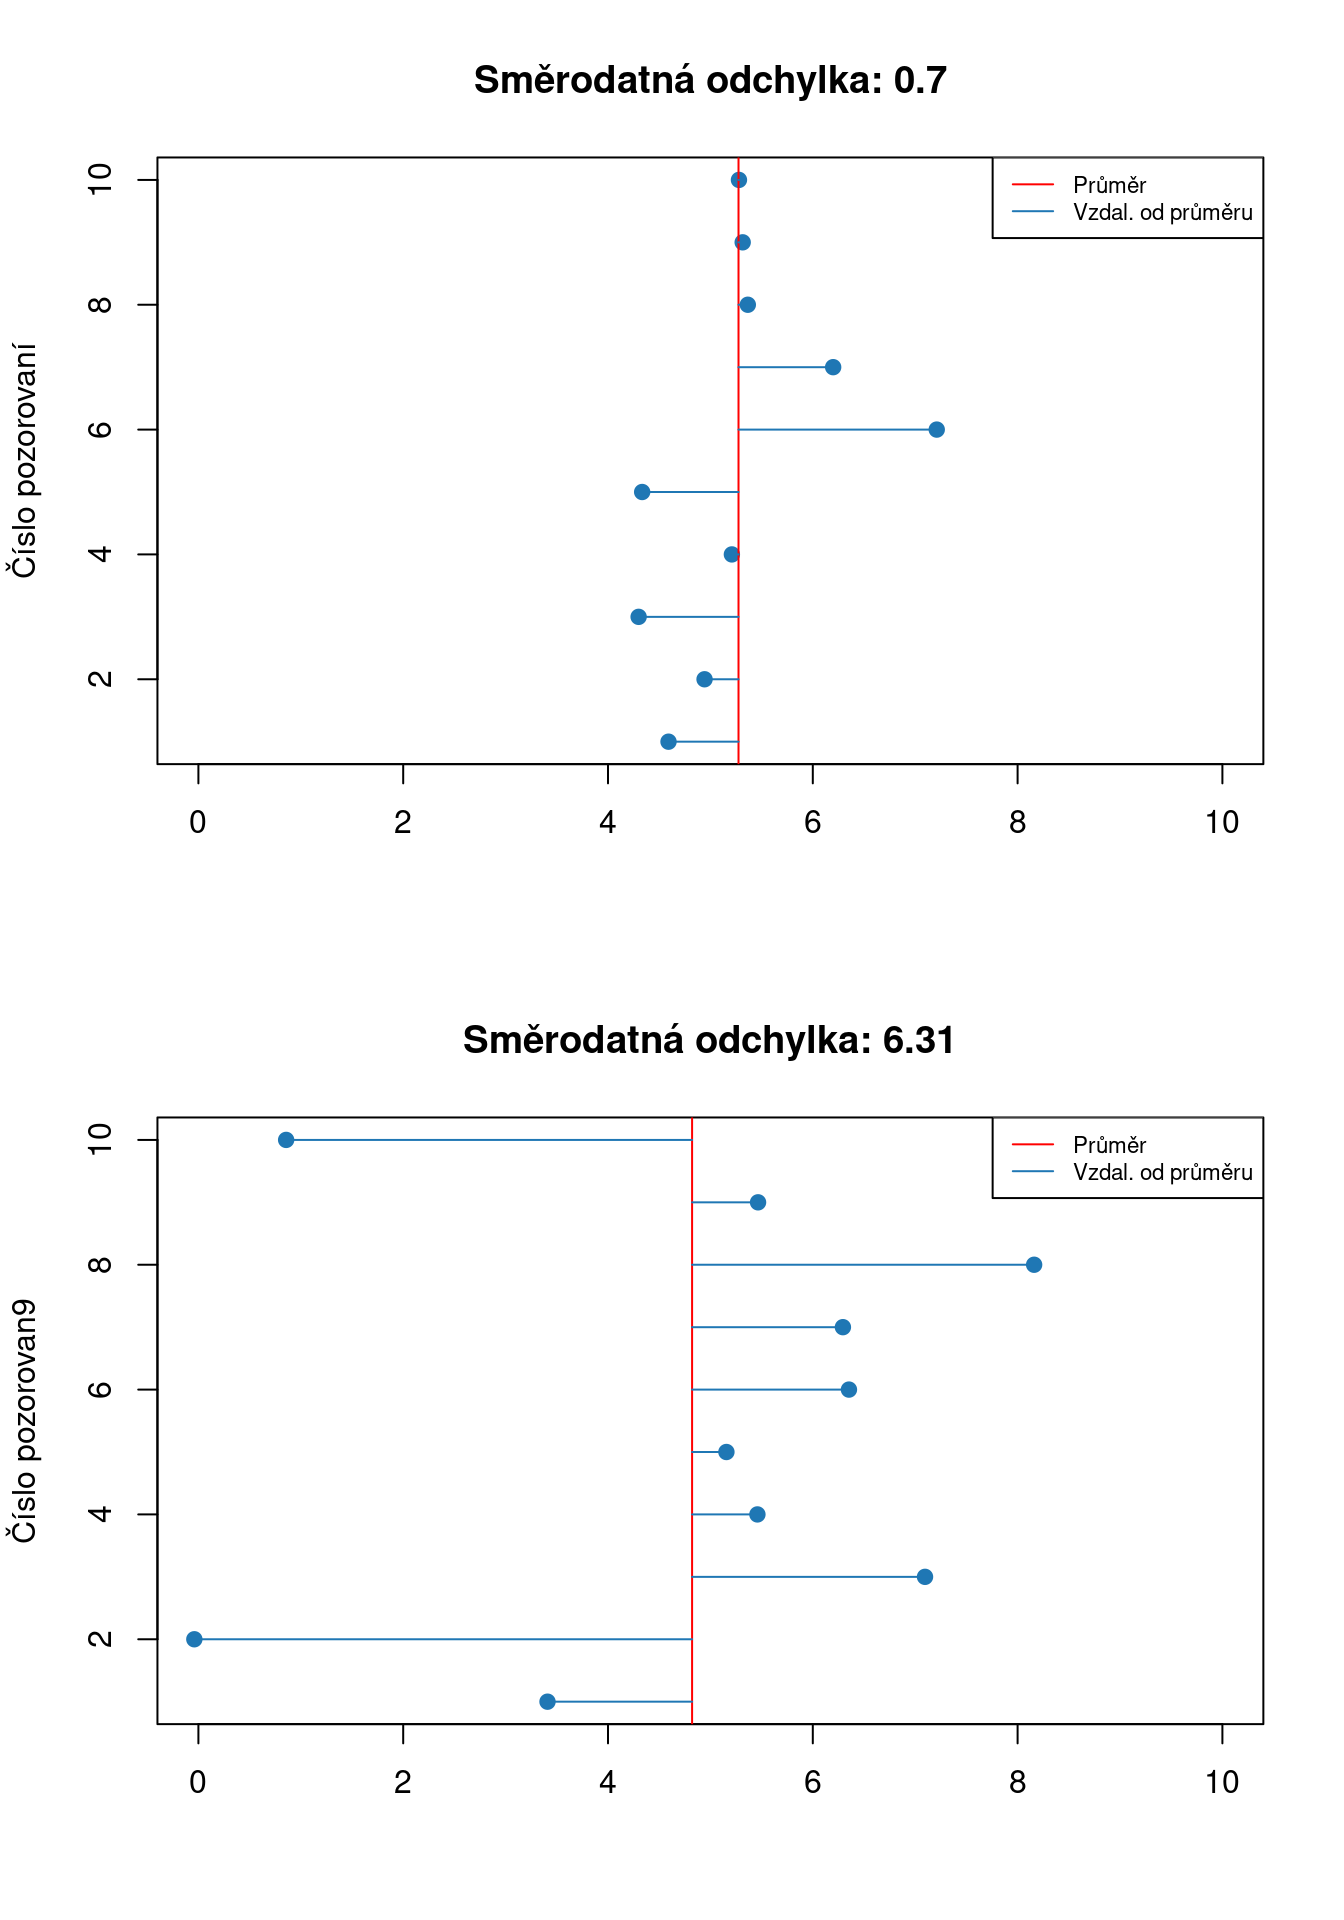 Směrodatná odchylka: 0.7
Průměr
Vzdal. od průměru
10
8
6
4
2
Číslo pozorovaní
0 2 4 6 8 10
Směrodatná odchylka: 6.31
Průměr
Vzdal. od průměru
10
8
6
4
2
Číslo pozorovan9
0 2 4 6 8 10